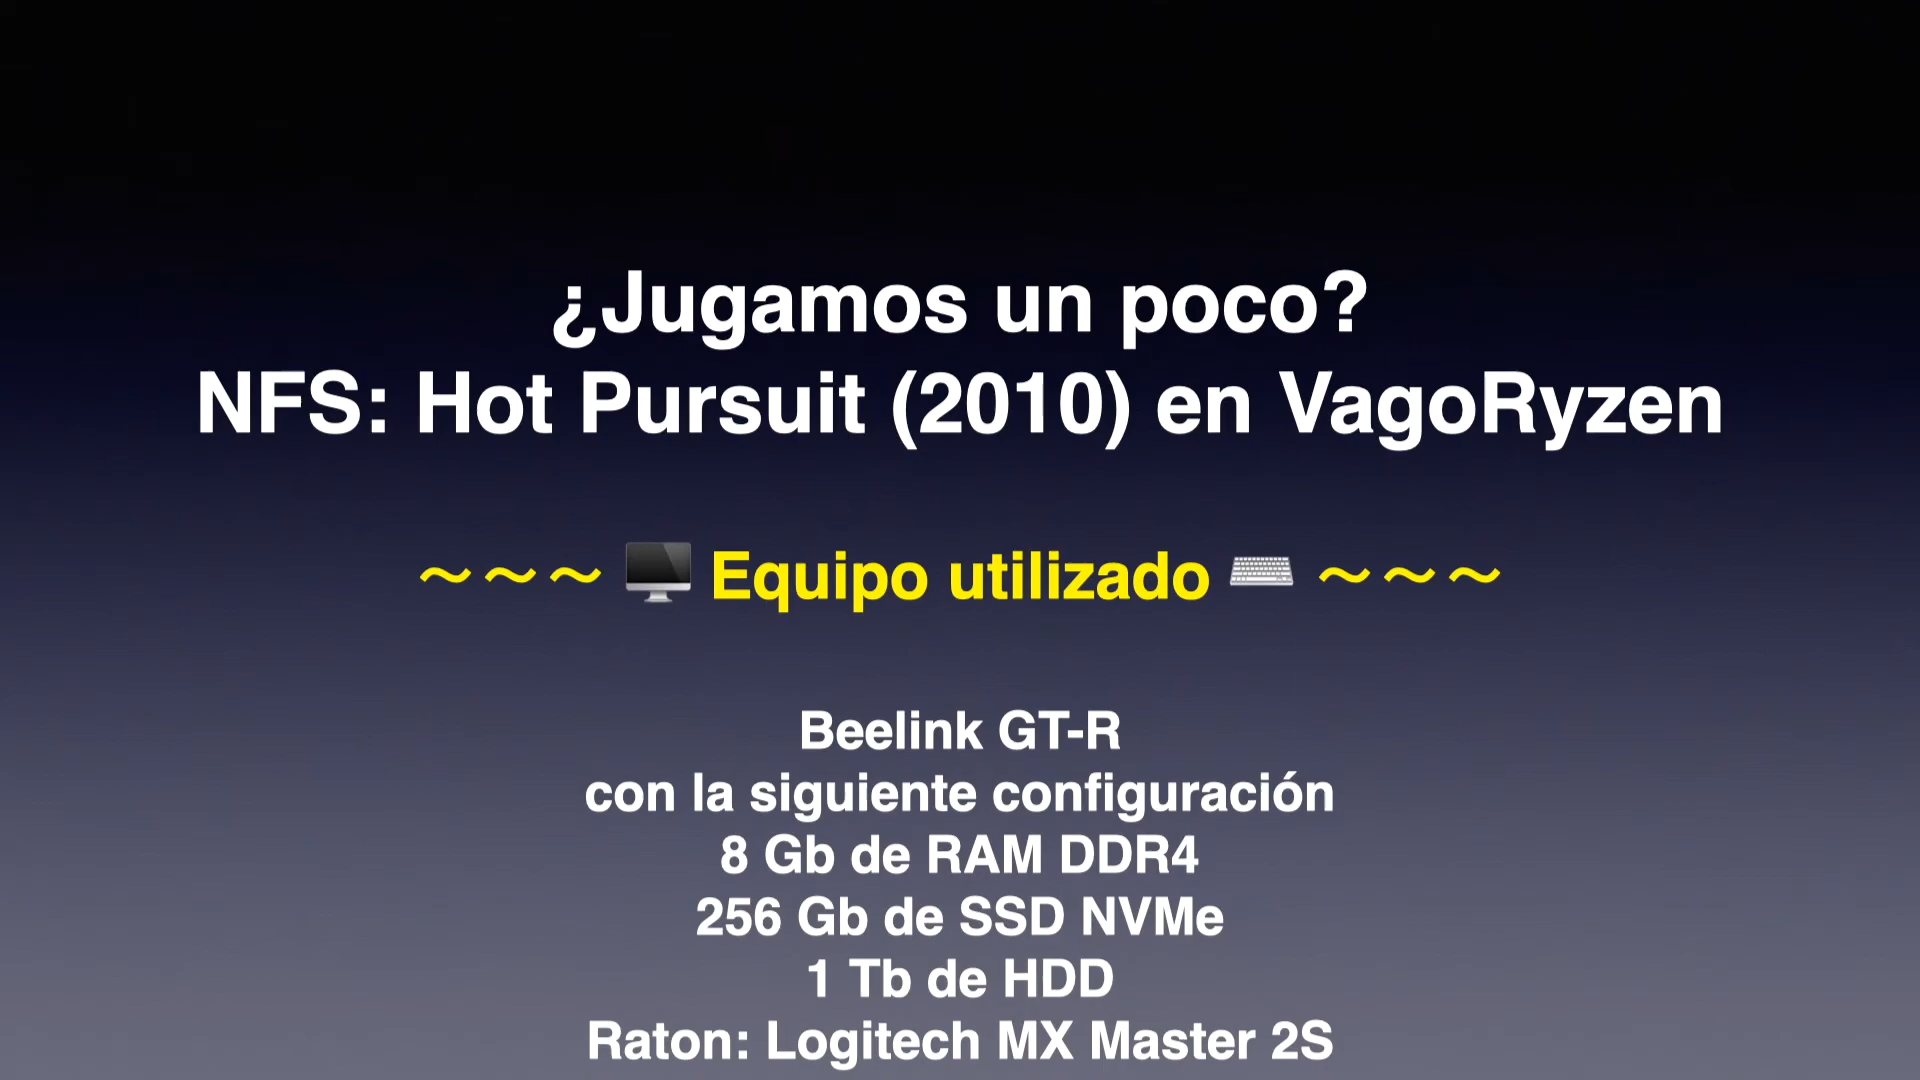 ¿Jugamos un poco?
NFS: Hot Pursuit (2010) en VagoRyzen
~~~ 🖥️ Equipo utilizado ⌨️ ~~~
Beelink GT-R
con la siguiente configuración
8 Gb de RAM DDR4
256 Gb de SSD NVMe
1 Tb de HDD
Raton: Logitech MX Master 2S